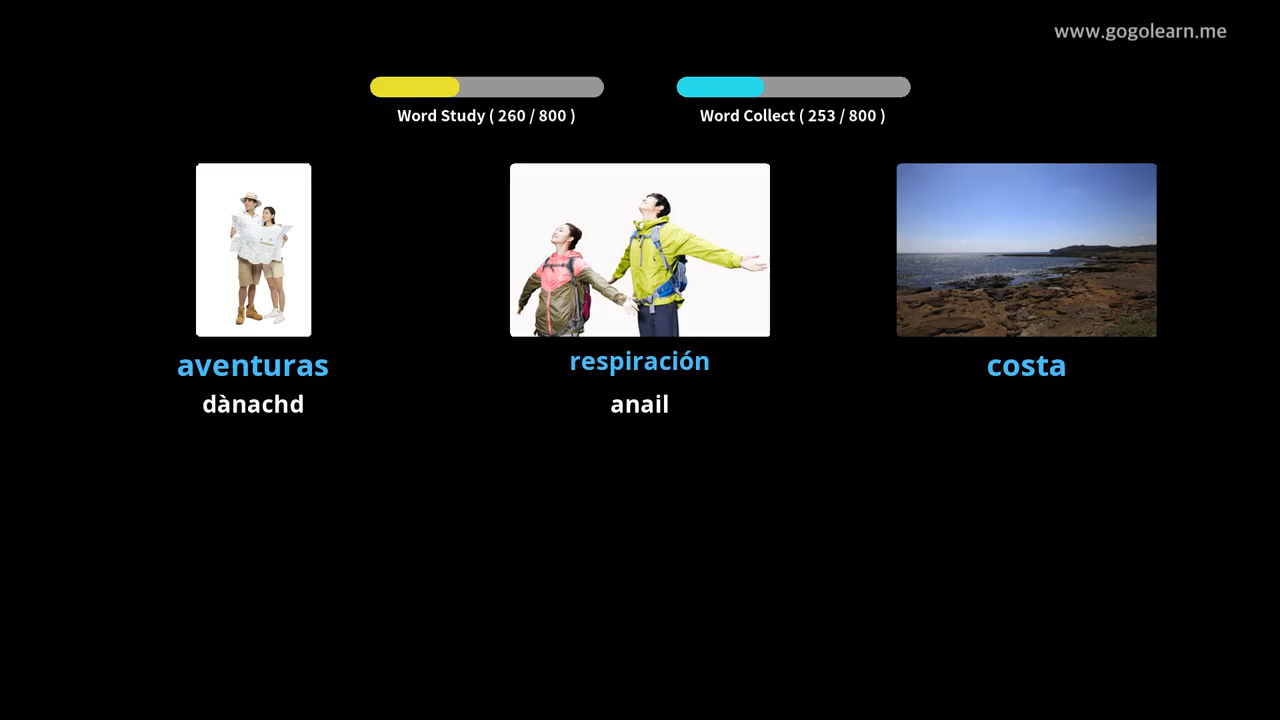 www.gogolearn.me
Word Study ( 260 / 800 )
Word Collect ( 253 / 800 )
aventuras
dànachd
respiración
anail
costa